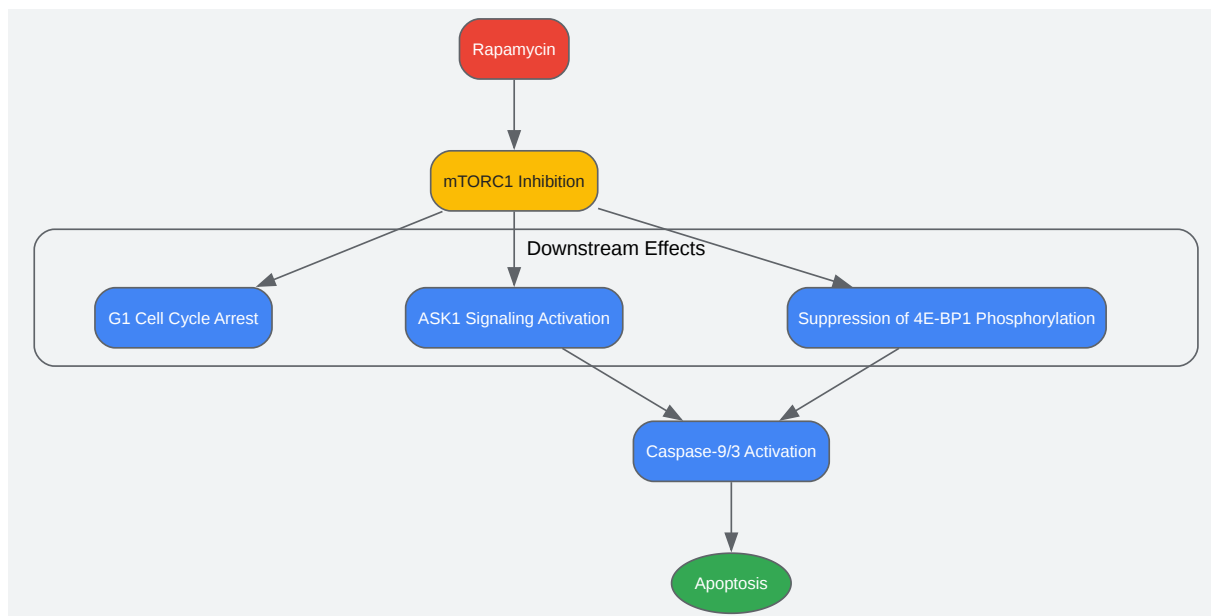 Rapamycin
mTORC1 Inhibition
Downstream Effects
G1 Cell Cycle Arrest
ASK1 Signaling Activation
Suppression of 4E-BP1 Phosphorylation
Caspase-9/3 Activation
Apoptosis